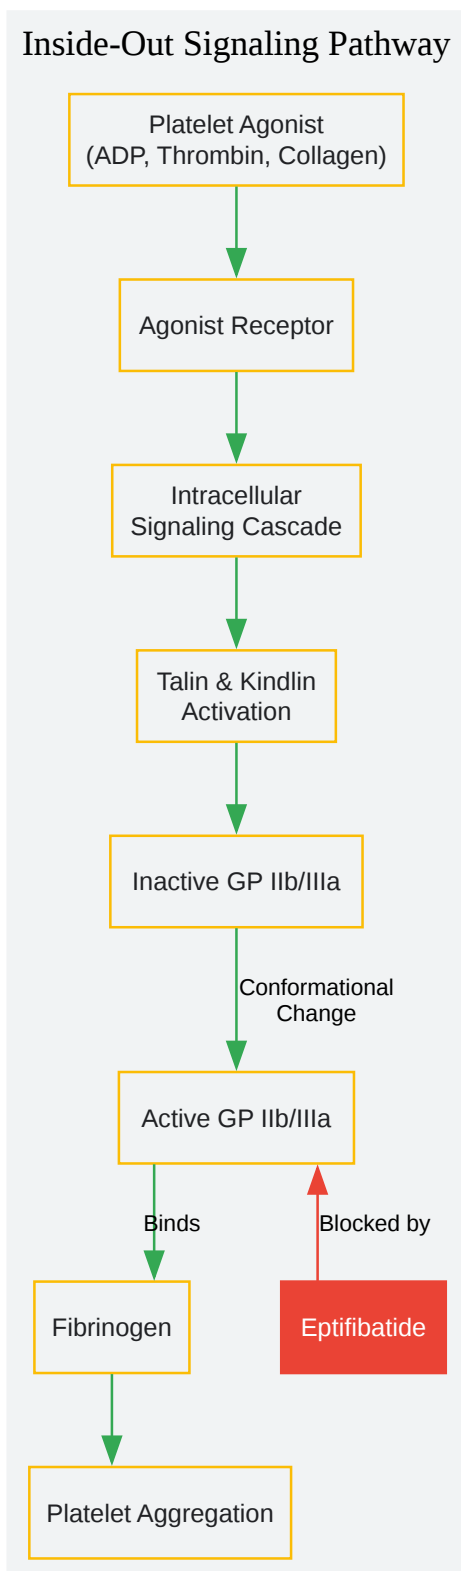 Inside-Out Signaling Pathway
Platelet Agonist
(ADP, Thrombin, Collagen)
Agonist Receptor
Intracellular
Signaling Cascade
Talin & Kindlin
Activation
Inactive GP IIb/IIIa
Conformational
Change
Active GP IIb/IIIa
Binds
Blocked by
Fibrinogen
Eptifibatide
Platelet Aggregation